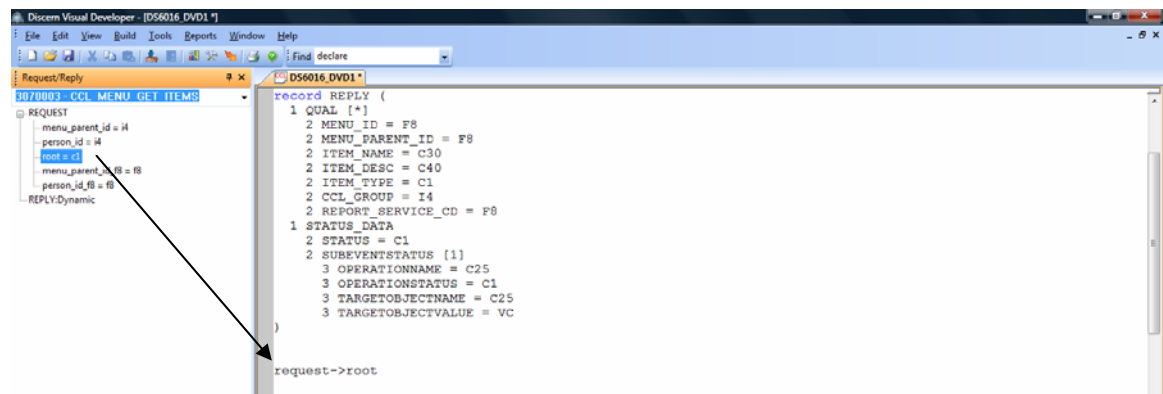 Discern Visual Developer - [DS6016_DVD1 *]
File Edit View Build Tools Reports Window Help
Find declare
Request/Reply
DS6016_DVD1 *
3070003 - CCL_MENU_GET_ITEMS
REQUEST
menu_parent_id = i4
person_id = i4
root = c1
menu_parent_id_f8 = f8
person_id_f8 = f8
REPLY:Dynamic
record REPLY (
1 QUAL [*]
2 MENU_ID = F8
2 MENU_PARENT_ID = F8
2 ITEM_NAME = C30
2 ITEM_DESC = C40
2 ITEM_TYPE = C1
2 CCL_GROUP = I4
2 REPORT_SERVICE_CD = F8
1 STATUS_DATA
2 STATUS = C1
2 SUBEVENTSTATUS [1]
3 OPERATIONNAME = C25
3 OPERATIONSTATUS = C1
3 TARGETOBJECTNAME = C25
3 TARGETOBJECTVALUE = VC
)
request->root